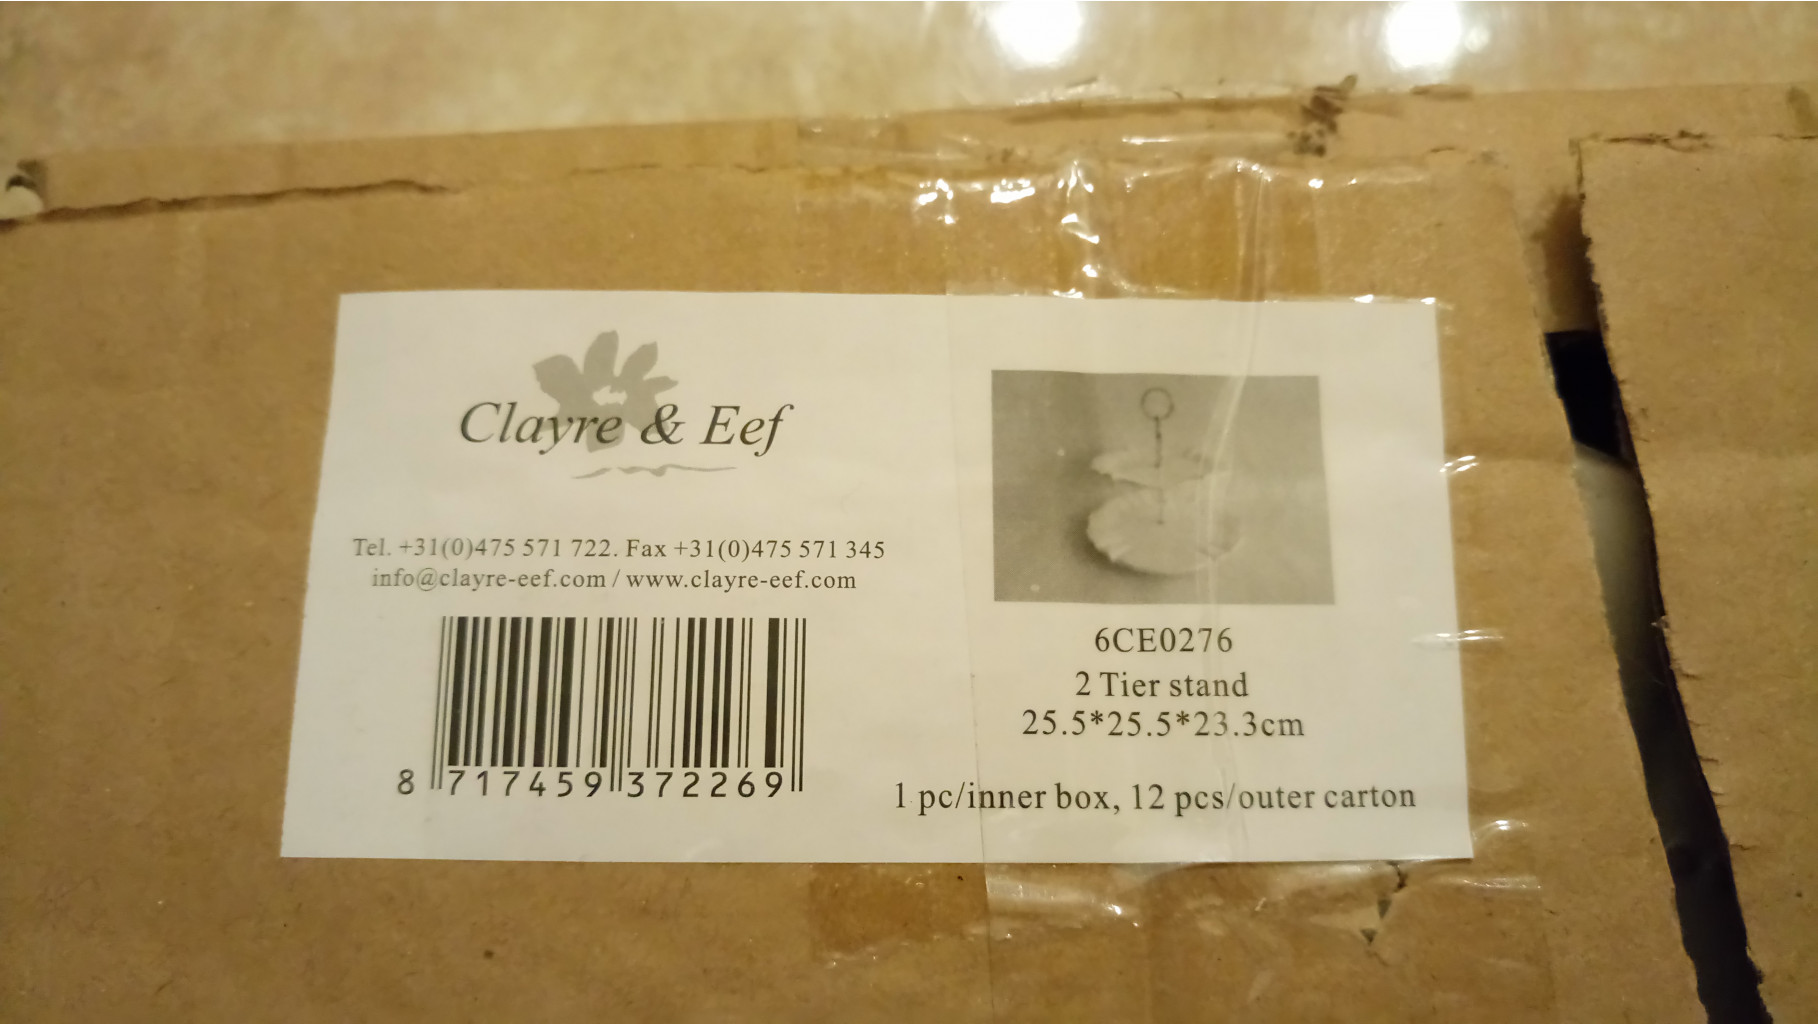 Clayre & Eef
Tel. +31(0)475 571 722. Fax +31(0)475 571 345
info@clayre-eef.com / www.clayre-eef.com
8 717459 372269
6CE0276
2 Tier stand
25.5*25.5*23.3cm
1 pc/inner box, 12 pcs/outer carton